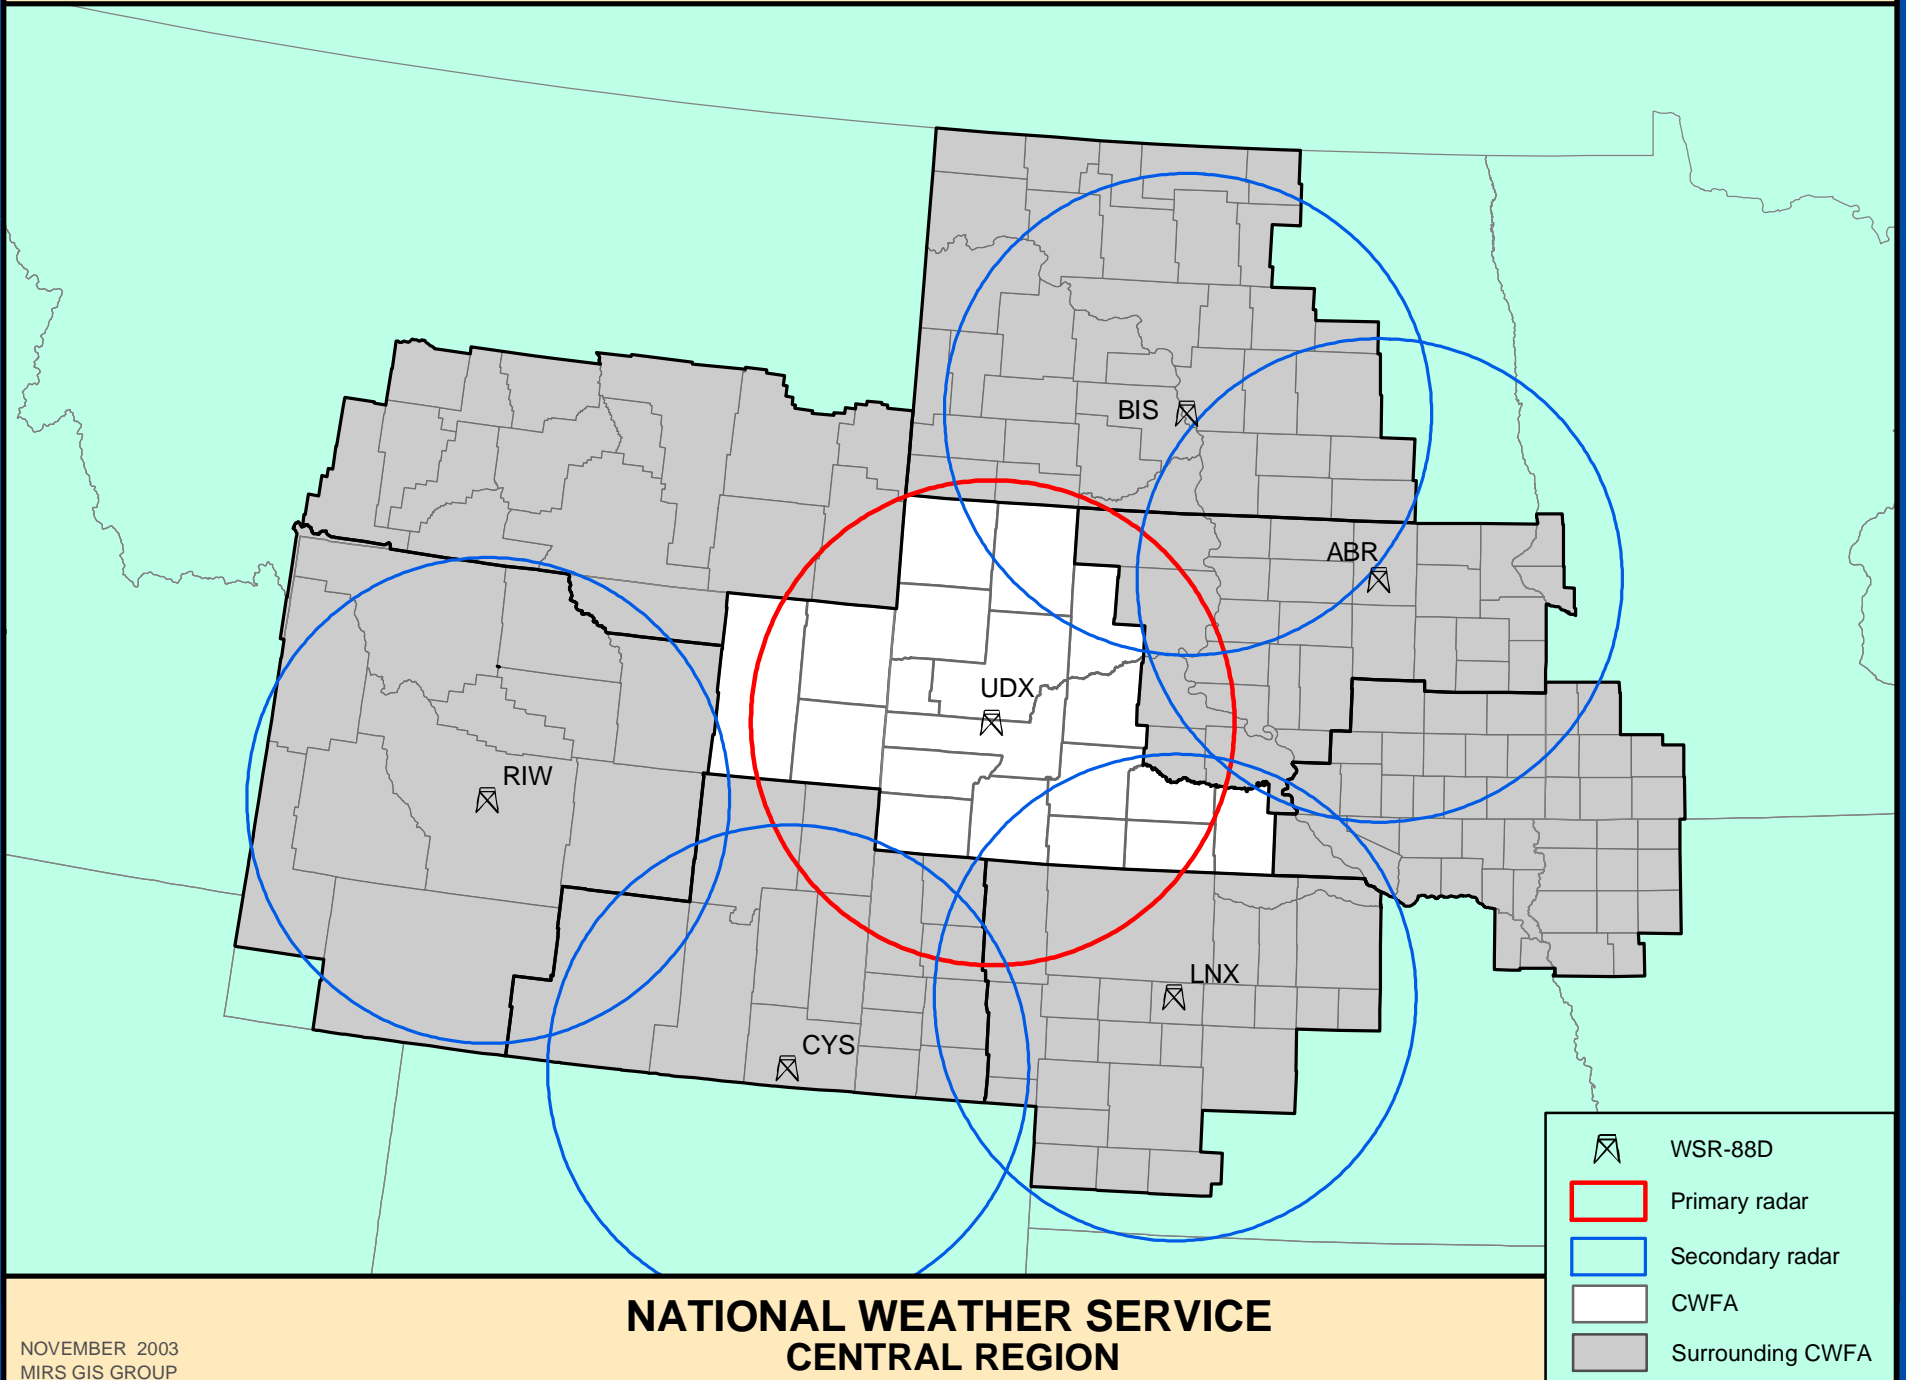 BIS
ABR
UDX
RIW
LNX
CYS
WSR-88D
Primary radar
Secondary radar
CWFA
Surrounding CWFA
NATIONAL WEATHER SERVICE
CENTRAL REGION
NOVEMBER 2003
MIRS GIS GROUP